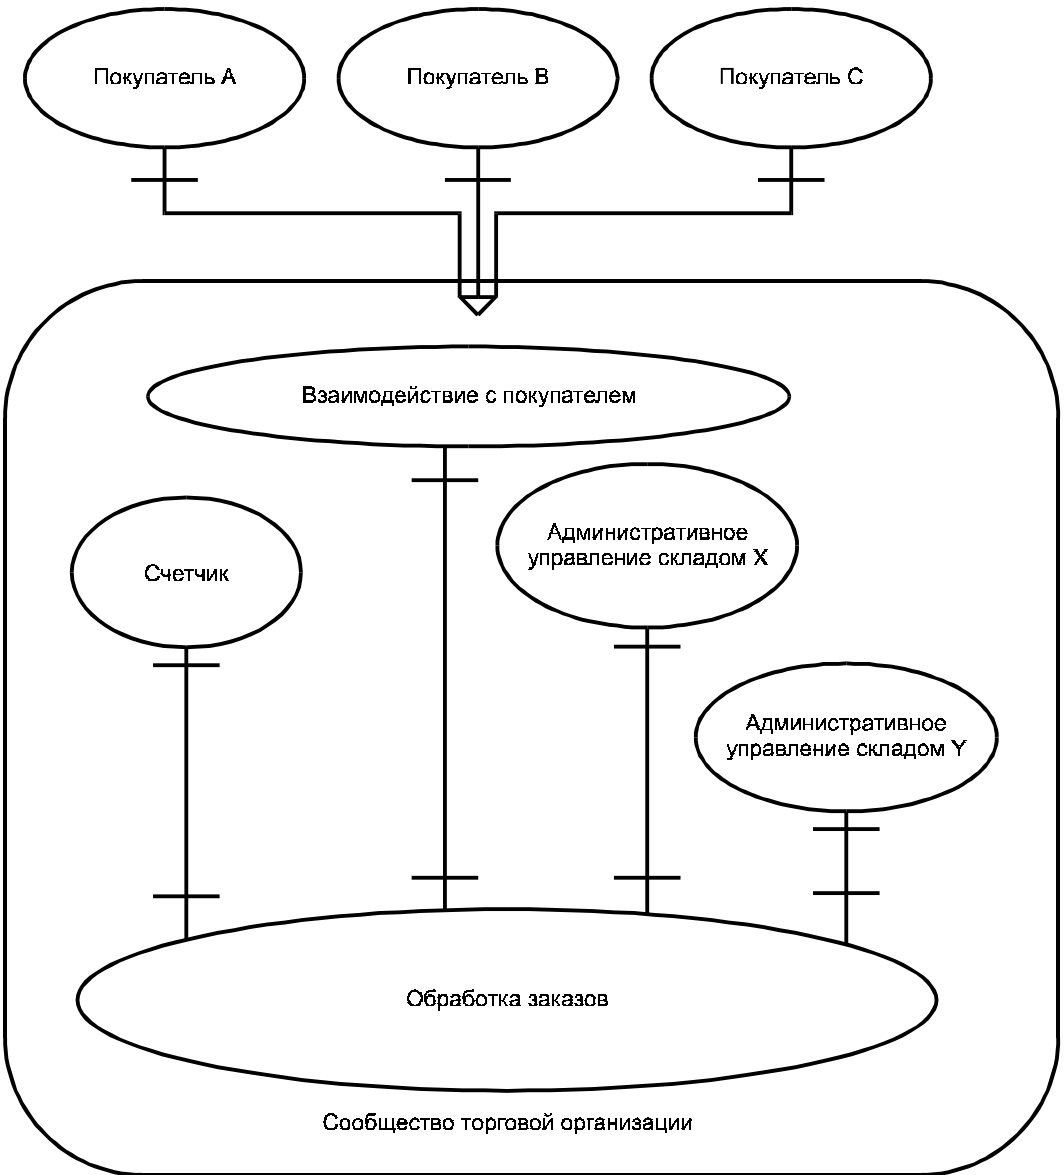 Покупатель A
Покупатель B
Покупатель C
Взаимодействие с покупателем
Административное
управление складом X
Счетчик
Административное
управление складом Y
Обработка заказов
Сообщество торговой организации